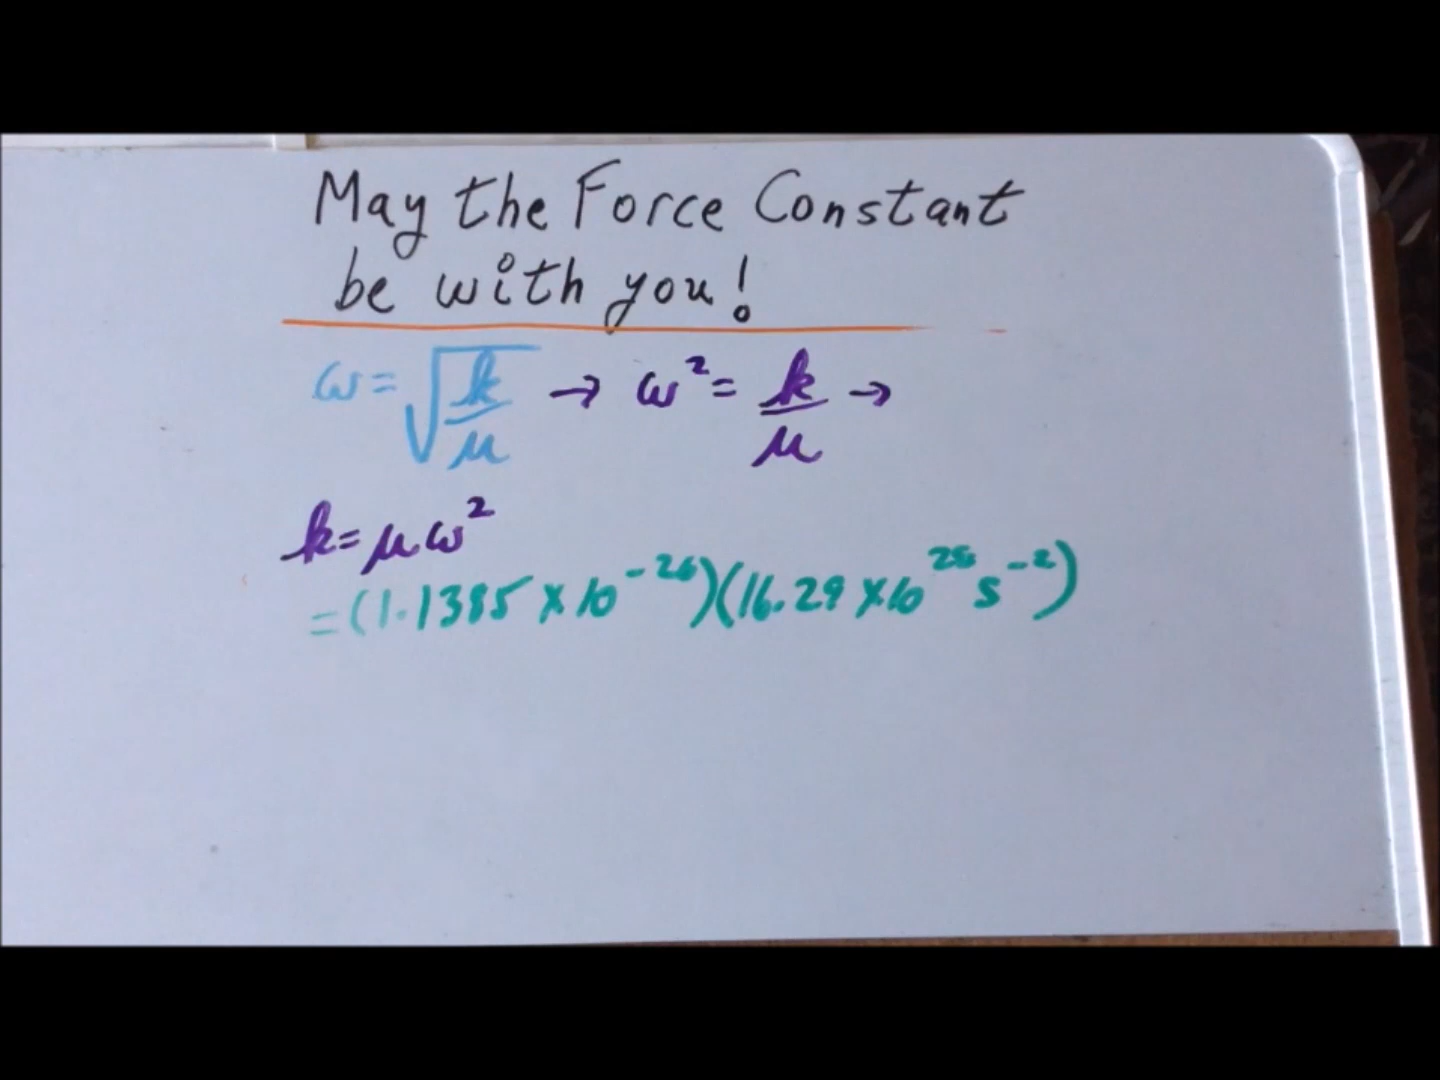 May the Force Constant
be with you!
ω = √(k/μ) → ω² = k/μ →
k = μω²
= (1.1385 × 10⁻²⁶)(16.29 × 10²⁸ s⁻²)